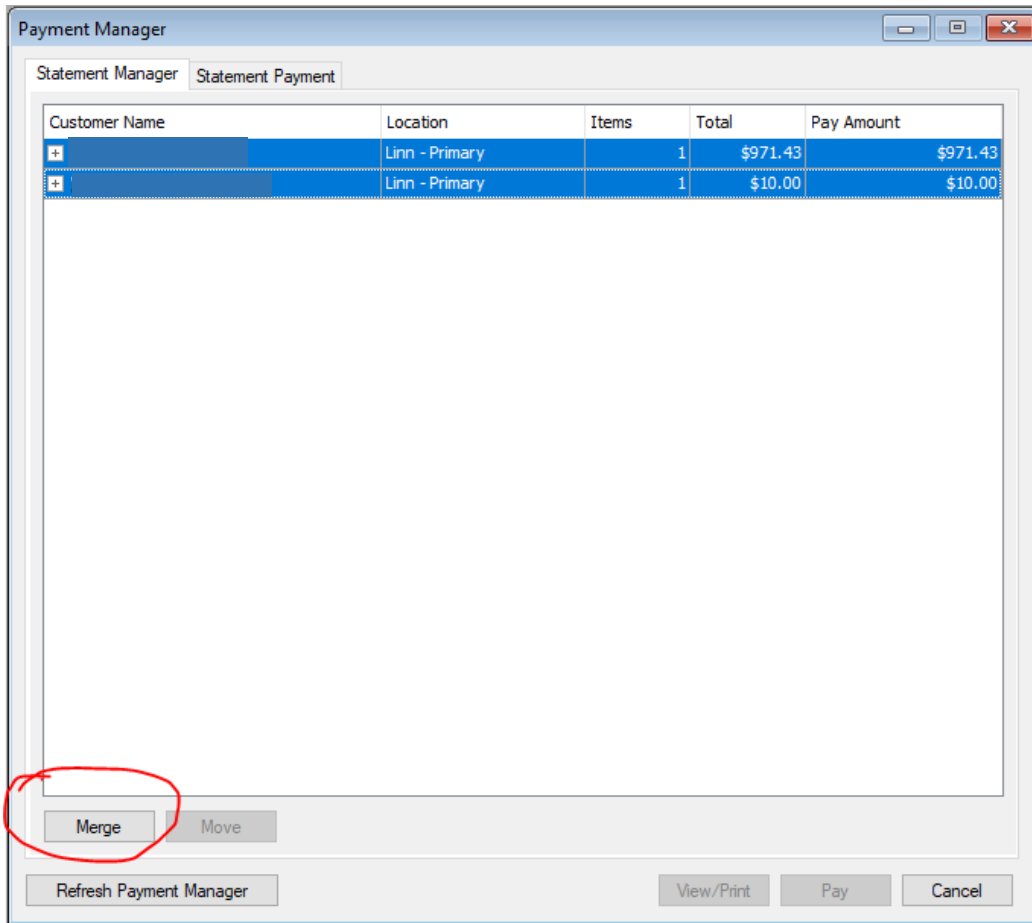 Payment Manager
Statement Manager Statement Payment
Customer Name Location Items Total Pay Amount
Linn - Primary 1 $971.43 $971.43
Linn - Primary 1 $10.00 $10.00
Merge Move
Refresh Payment Manager View/Print Pay Cancel